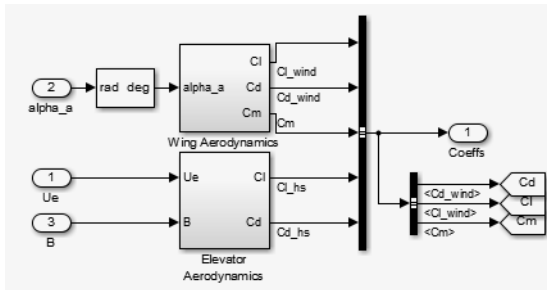 2
alpha_a
rad deg
alpha_a
Cl
Cd
Cm
Wing Aerodynamics
Cl_wind
Cd_wind
Cm
1
Ue
3
B
Ue
B
Cl
Cd
Elevator
Aerodynamics
Cl_hs
Cd_hs
1
Coeffs
<Cd_wind>
<Cl_wind>
<Cm>
Cd
Cl
Cm